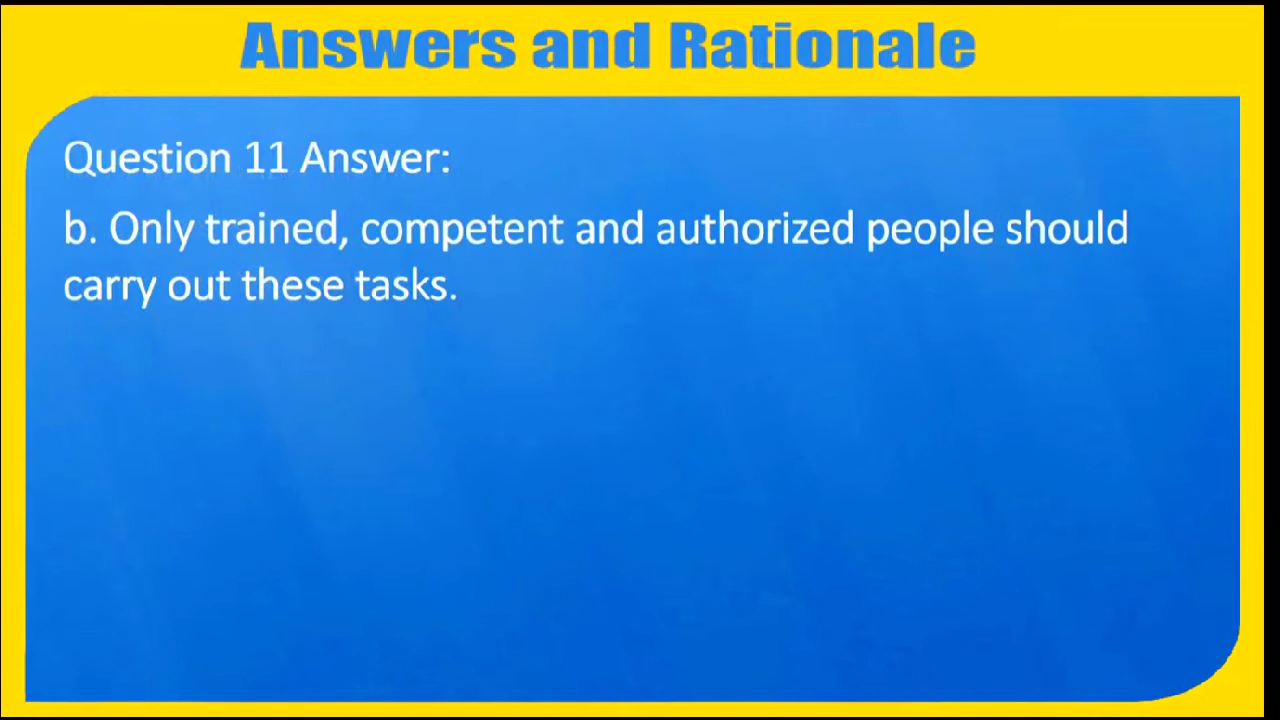 Answers and Rationale
Question 11 Answer:
b. Only trained, competent and authorized people should
carry out these tasks.